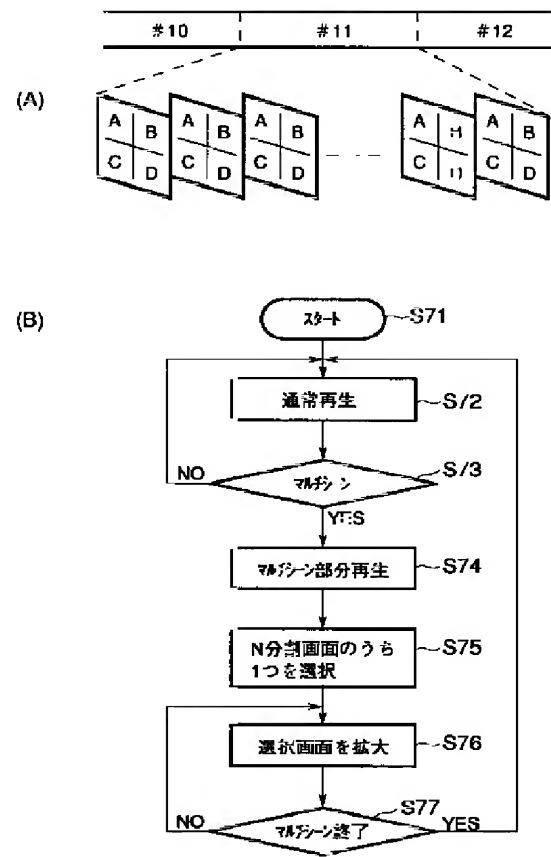 #10 #11 #12
(A)
A B A B A B A B A B
C D C D C D C D C D
(B)
スタート S71
通常再生 S72
マルチシーン S73
NO
YES
マルチシーン部分再生 S74
N分割画面のうち S75
1つを選択
選択画面を拡大 S76
S77
NO マルチシーン終了 YES